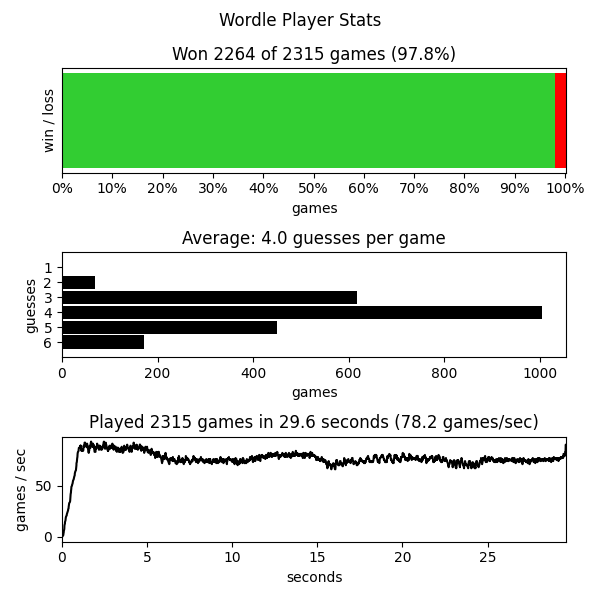 Wordle Player Stats
Won 2264 of 2315 games (97.8%)
win / loss
0% 10% 20% 30% 40% 50% 60% 70% 80% 90% 100%
games
Average: 4.0 guesses per game
guesses
1
2
3
4
5
6
0 200 400 600 800 1000
games
Played 2315 games in 29.6 seconds (78.2 games/sec)
games / sec
50
0
0 5 10 15 20 25
seconds